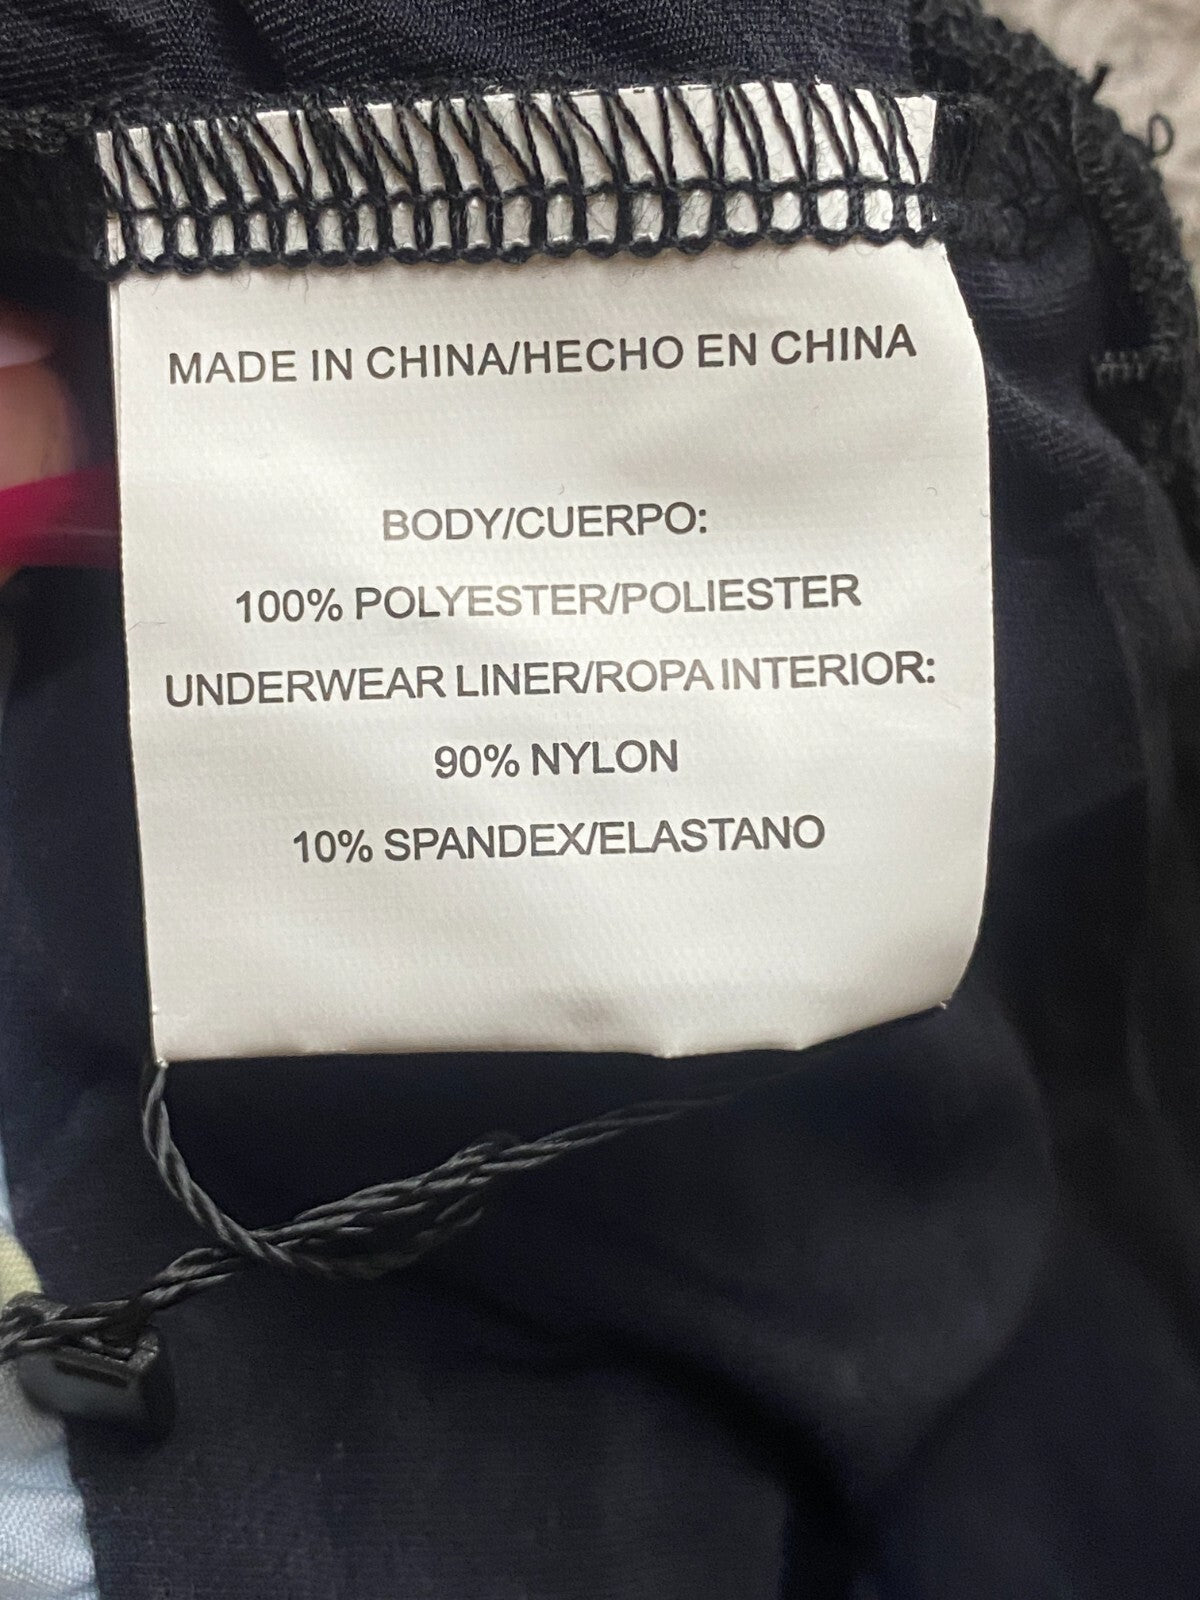 MADE IN CHINA/HECHO EN CHINA
BODY/CUERPO:
100% POLYESTER/POLIESTER
UNDERWEAR LINER/ROPA INTERIOR:
90% NYLON
10% SPANDEX/ELASTANO